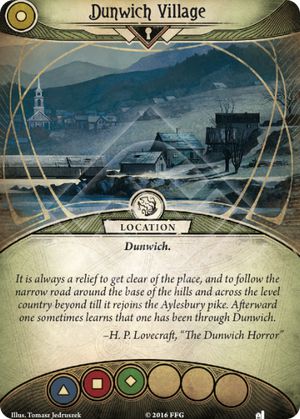 Dunwich Village
LOCATION
Dunwich.
It is always a relief to get clear of the place, and to follow the
narrow road around the base of the hills and across the level
country beyond till it rejoins the Aylesbury pike. Afterward
one sometimes learns that one has been through Dunwich.
–H. P. Lovecraft, “The Dunwich Horror”
Illus. Tomasz Jedruszek
© 2016 FFG